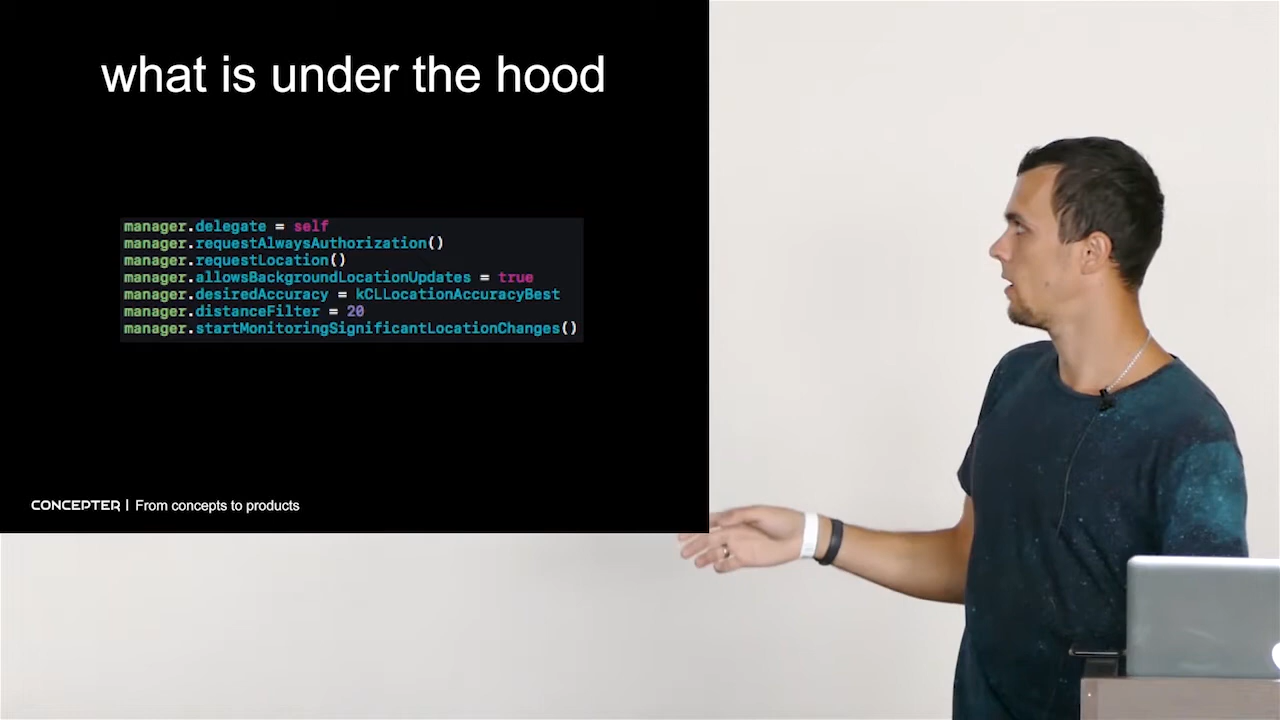 what is under the hood
manager.delegate = self
manager.requestAlwaysAuthorization()
manager.requestLocation()
manager.allowsBackgroundLocationUpdates = true
manager.desiredAccuracy = kCLLocationAccuracyBest
manager.distanceFilter = 20
manager.startMonitoringSignificantLocationChanges()
CONCEPTER | From concepts to products